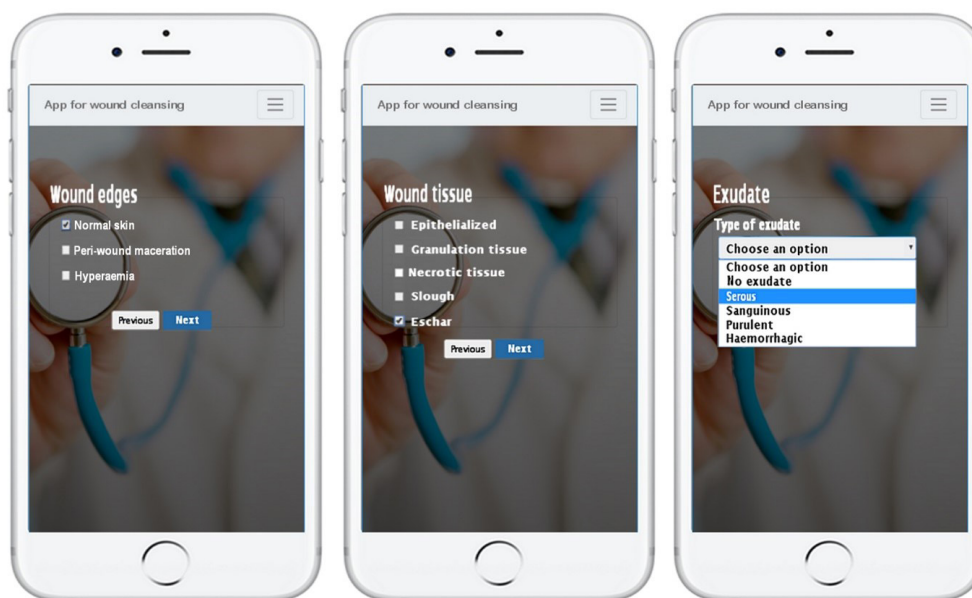 App for wound cleansing
Wound edges
Normal skin
Peri-wound maceration
Hyperaemia
Previous Next
App for wound cleansing
Wound tissue
Epithelialized
Granulation tissue
Necrotic tissue
Slough
Eschar
Previous Next
App for wound cleansing
Exudate
Type of exudate
Choose an option
Choose an option
No exudate
Serous
Sanguinous
Purulent
Haemorrhagic